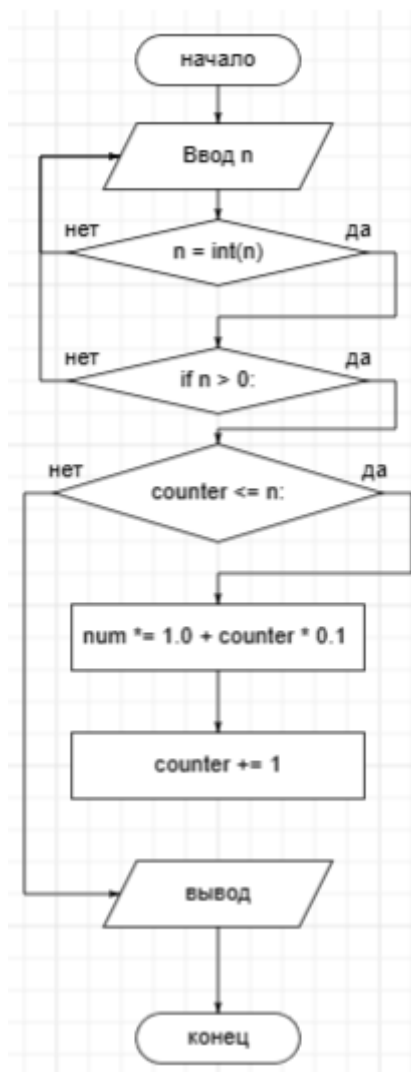 начало
Ввод n
нет
да
n = int(n)
нет
да
if n > 0:
нет
да
counter <= n:
num *= 1.0 + counter * 0.1
counter += 1
вывод
конец